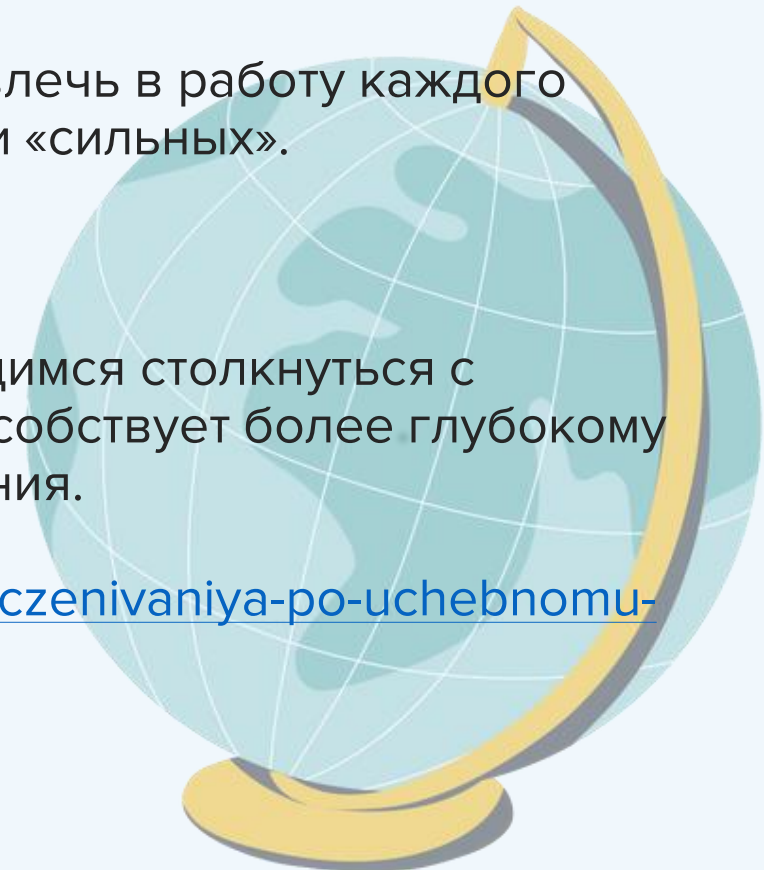 лечь в работу каждого
и «сильных».
димся столкнуться с
собствует более глубокому
ния.
czenivaniya-po-uchebnomu-